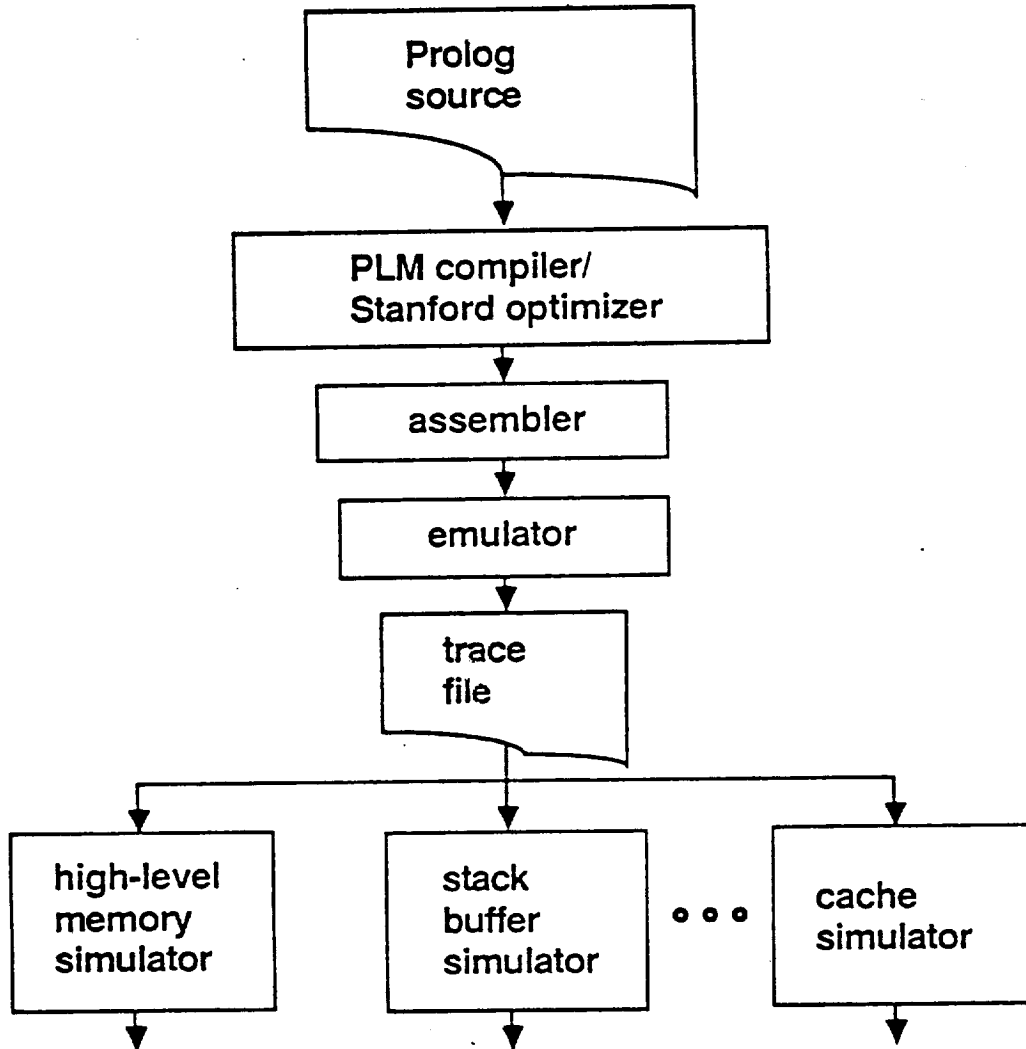 Prolog
source
PLM compiler/
Stanford optimizer
assembler
emulator
trace
file
high-level
memory
simulator
stack
buffer
simulator
cache
simulator